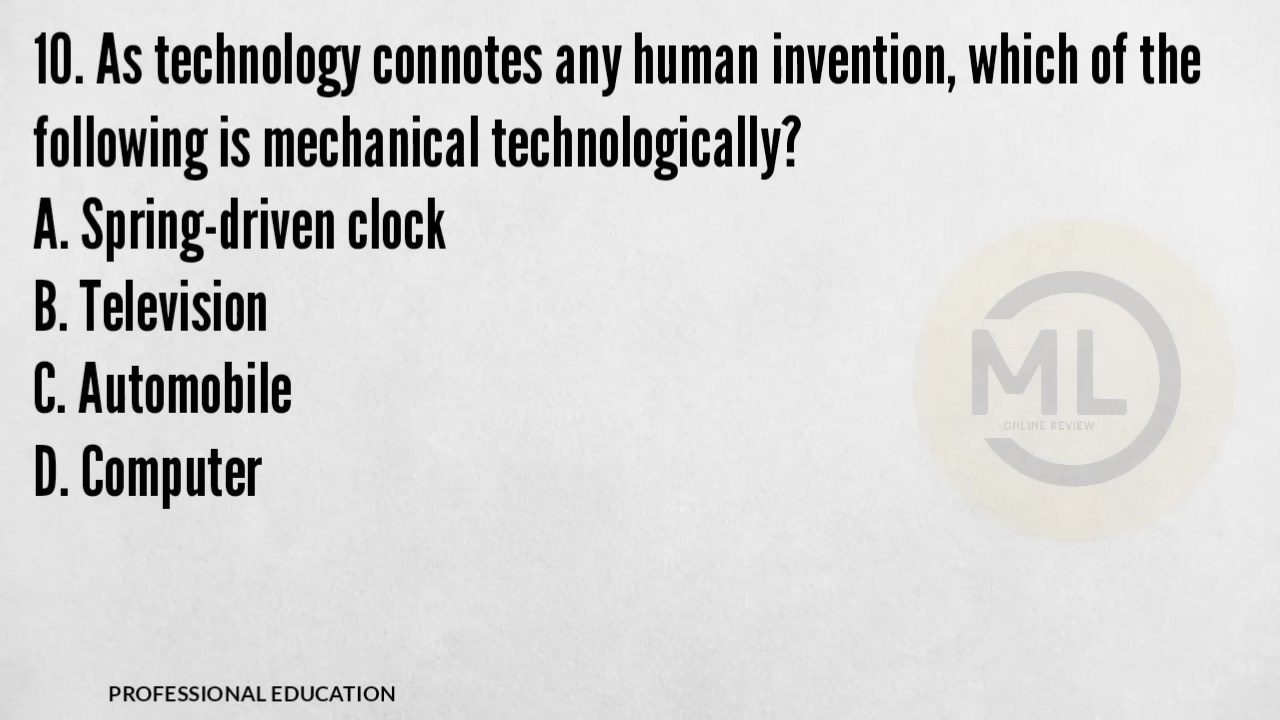 10. As technology connotes any human invention, which of the
following is mechanical technologically?
A. Spring-driven clock
B. Television
C. Automobile
D. Computer
ML
ONLINE REVIEW
PROFESSIONAL EDUCATION